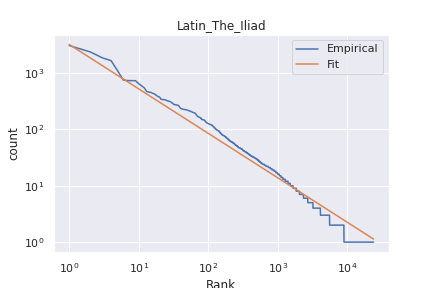 Latin_The_Iliad
Empirical
Fit
10³
10²
10¹
10⁰
count
10⁰ 10¹ 10² 10³ 10⁴
Rank